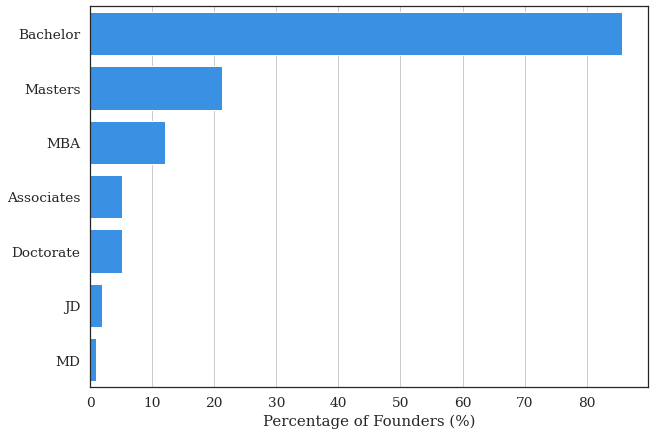 Bachelor
Masters
MBA
Associates
Doctorate
JD
MD
0 10 20 30 40 50 60 70 80
Percentage of Founders (%)